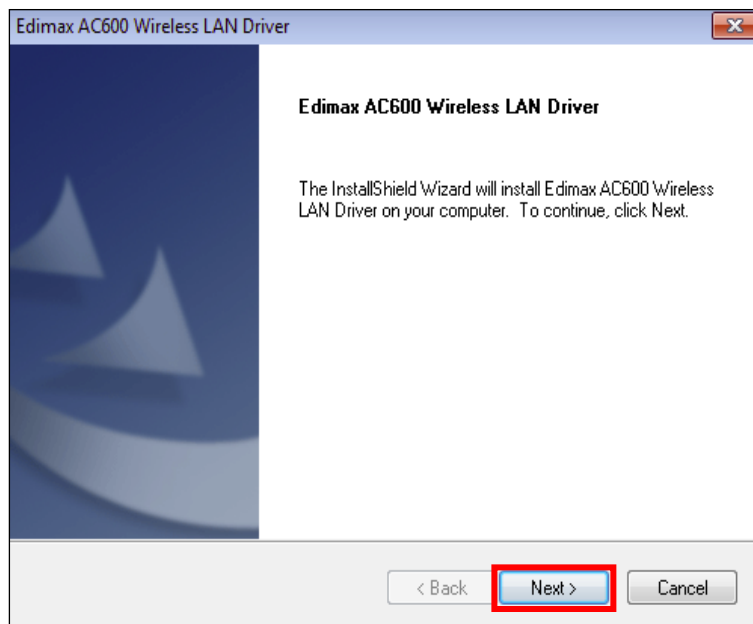 Edimax AC600 Wireless LAN Driver
Edimax AC600 Wireless LAN Driver
The InstallShield Wizard will install Edimax AC600 Wireless
LAN Driver on your computer.  To continue, click Next.
< Back Next > Cancel